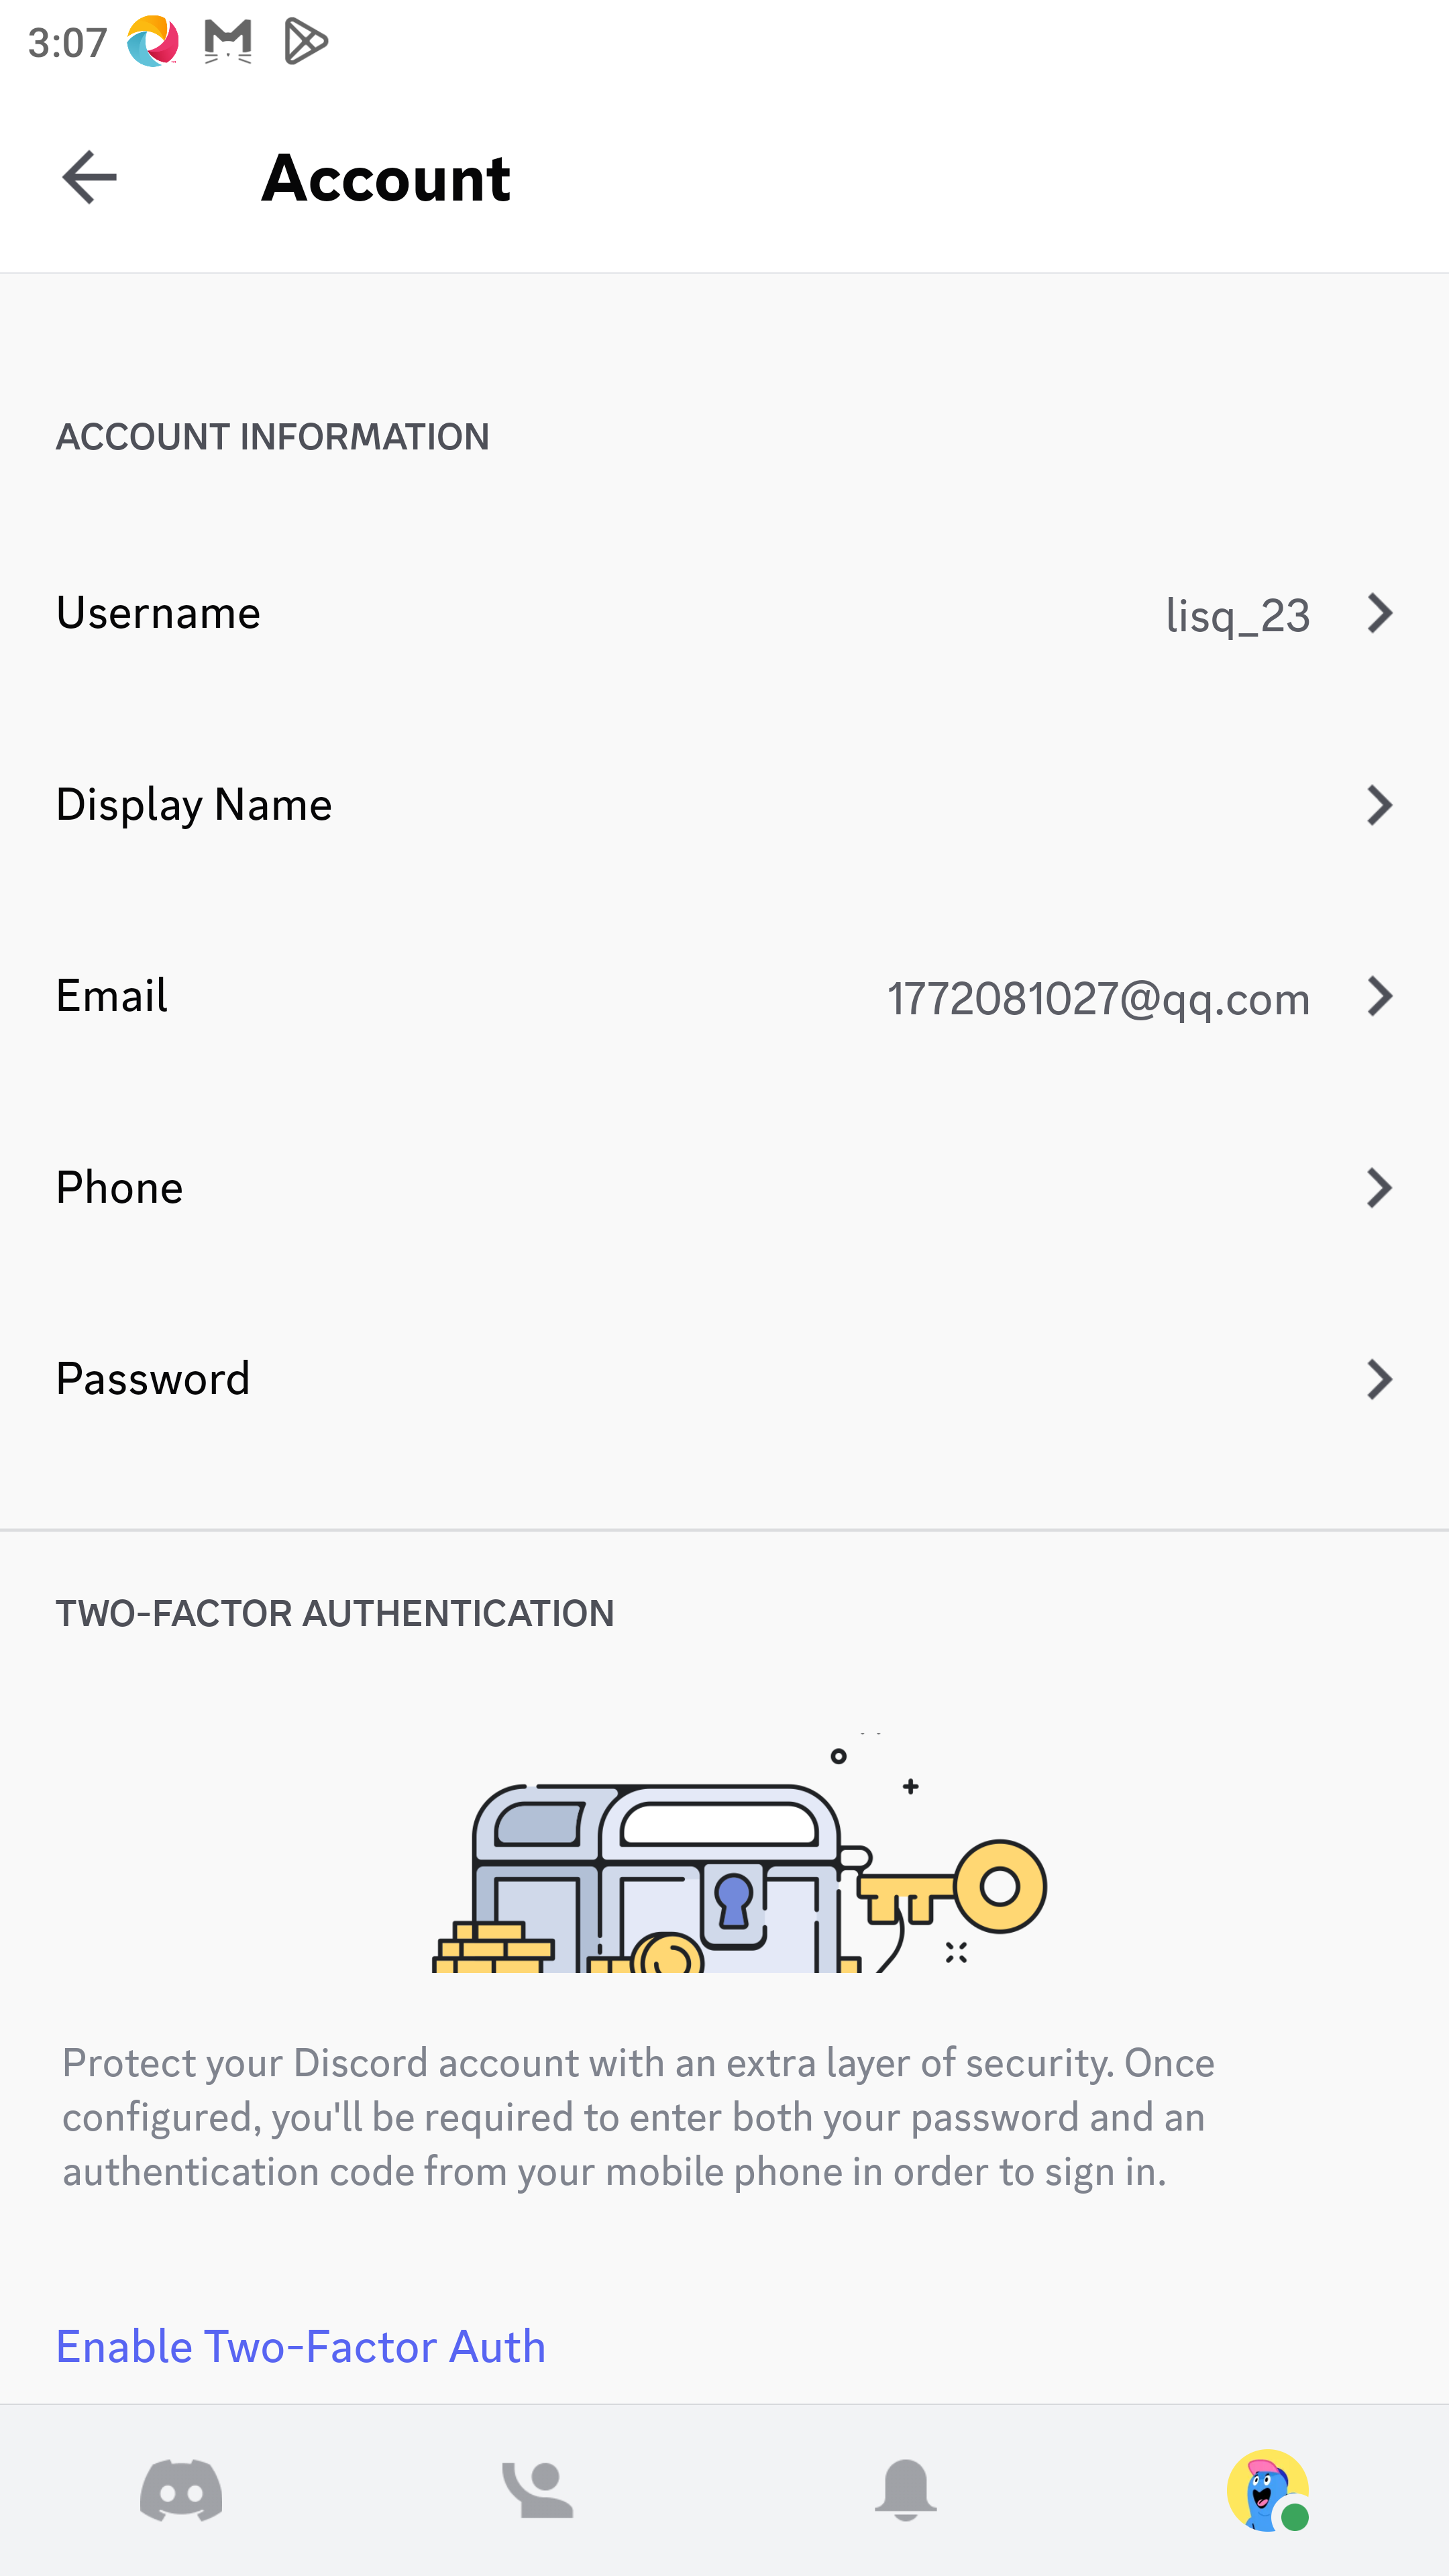 3:07
Account
ACCOUNT INFORMATION
Username
lisq_23
Display Name
Email
1772081027@qq.com
Phone
Password
TWO-FACTOR AUTHENTICATION
Protect your Discord account with an extra layer of security. Once
configured, you'll be required to enter both your password and an
authentication code from your mobile phone in order to sign in.
Enable Two-Factor Auth